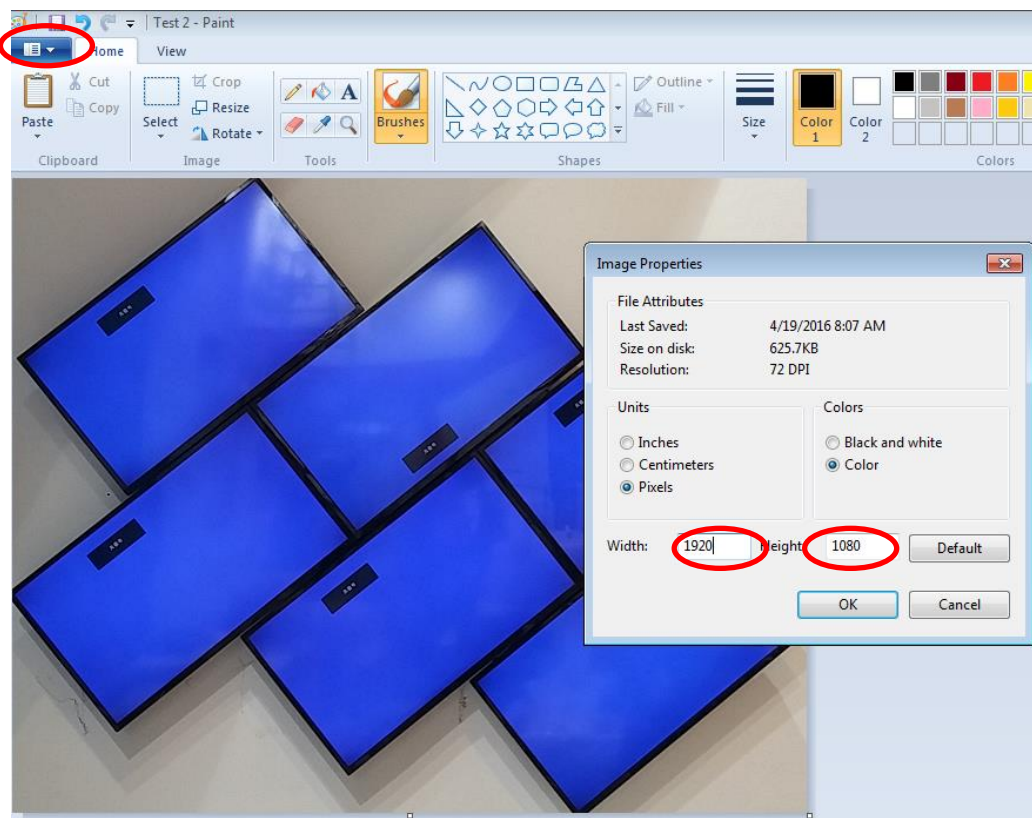 Test 2 - Paint
Home View
Cut
Copy
Paste
Clipboard
Select
Crop
Resize
Rotate
Image
A
Tools
Brushes
Outline
Fill
Shapes
Size
Color 1
Color 2
Colors
Image Properties
File Attributes
Last Saved: 4/19/2016 8:07 AM
Size on disk: 625.7KB
Resolution: 72 DPI
Units
Inches
Centimeters
Pixels
Colors
Black and white
Color
Width: 1920 Height 1080 Default
OK Cancel